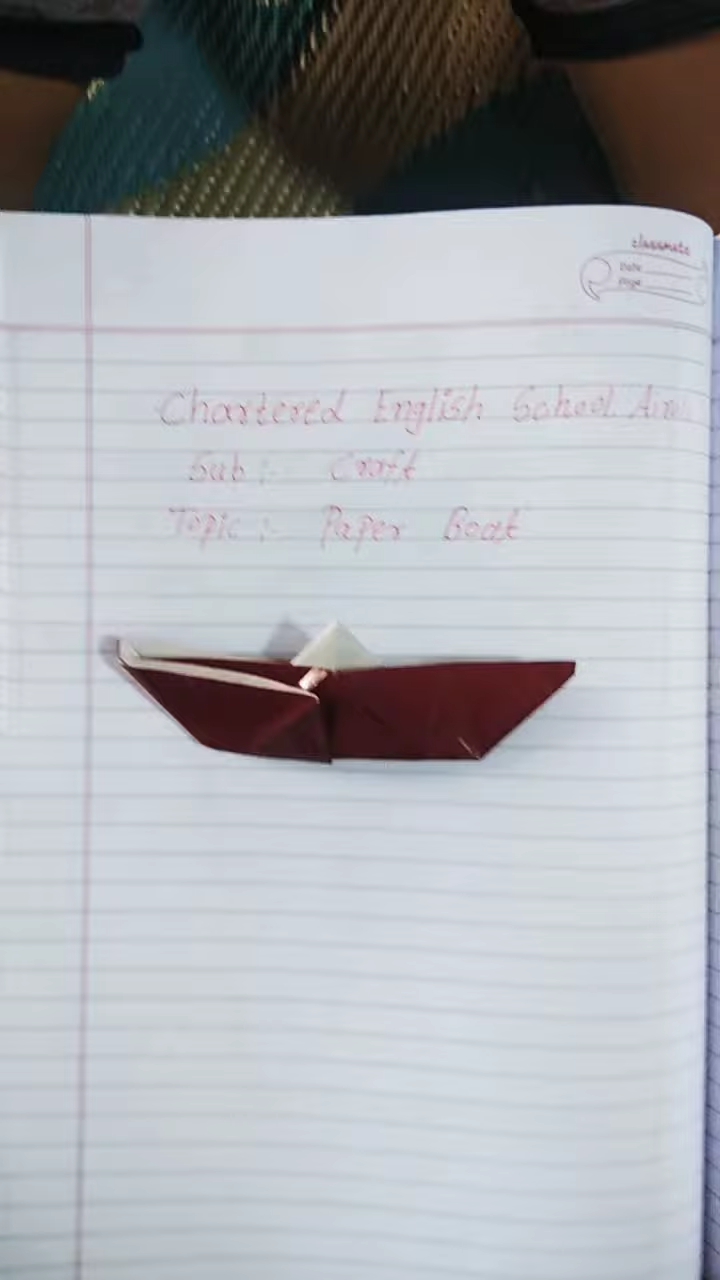 classmate
Date
Page
Chartered English School
Sub :- Craft
Topic :- Paper Boat